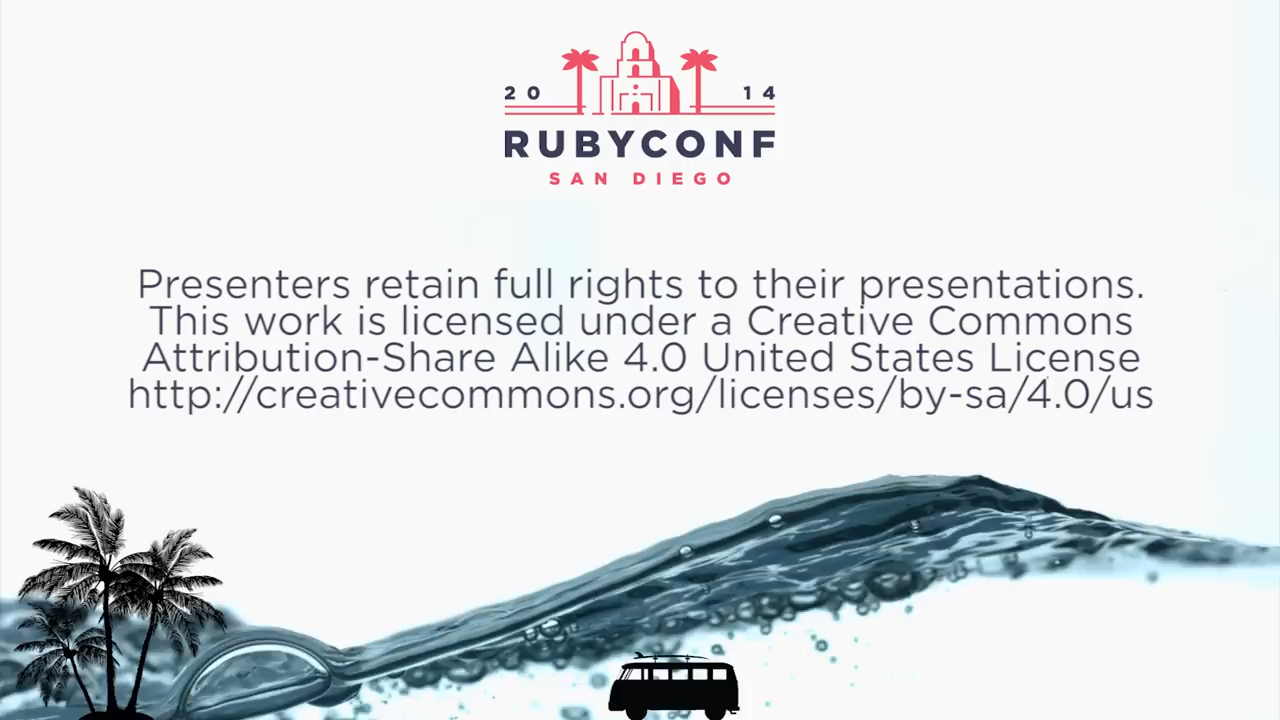 20 14
RUBYCONF
SAN DIEGO
Presenters retain full rights to their presentations.
This work is licensed under a Creative Commons
Attribution-Share Alike 4.0 United States License
http://creativecommons.org/licenses/by-sa/4.0/us